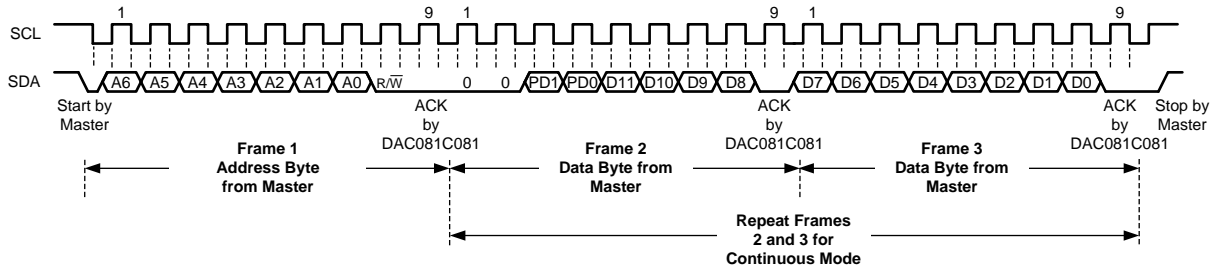 1 9 1 9 1 9
SCL
SDA A6 A5 A4 A3 A2 A1 A0 R/W 0 0 PD1 PD0 D11 D10 D9 D8 D7 D6 D5 D4 D3 D2 D1 D0
Start by
Master
ACK
by
DAC081C081
ACK
by
DAC081C081
ACK
by
DAC081C081
Stop by
Master
Frame 1
Address Byte
from Master
Frame 2
Data Byte from
Master
Frame 3
Data Byte from
Master
Repeat Frames
2 and 3 for
Continuous Mode